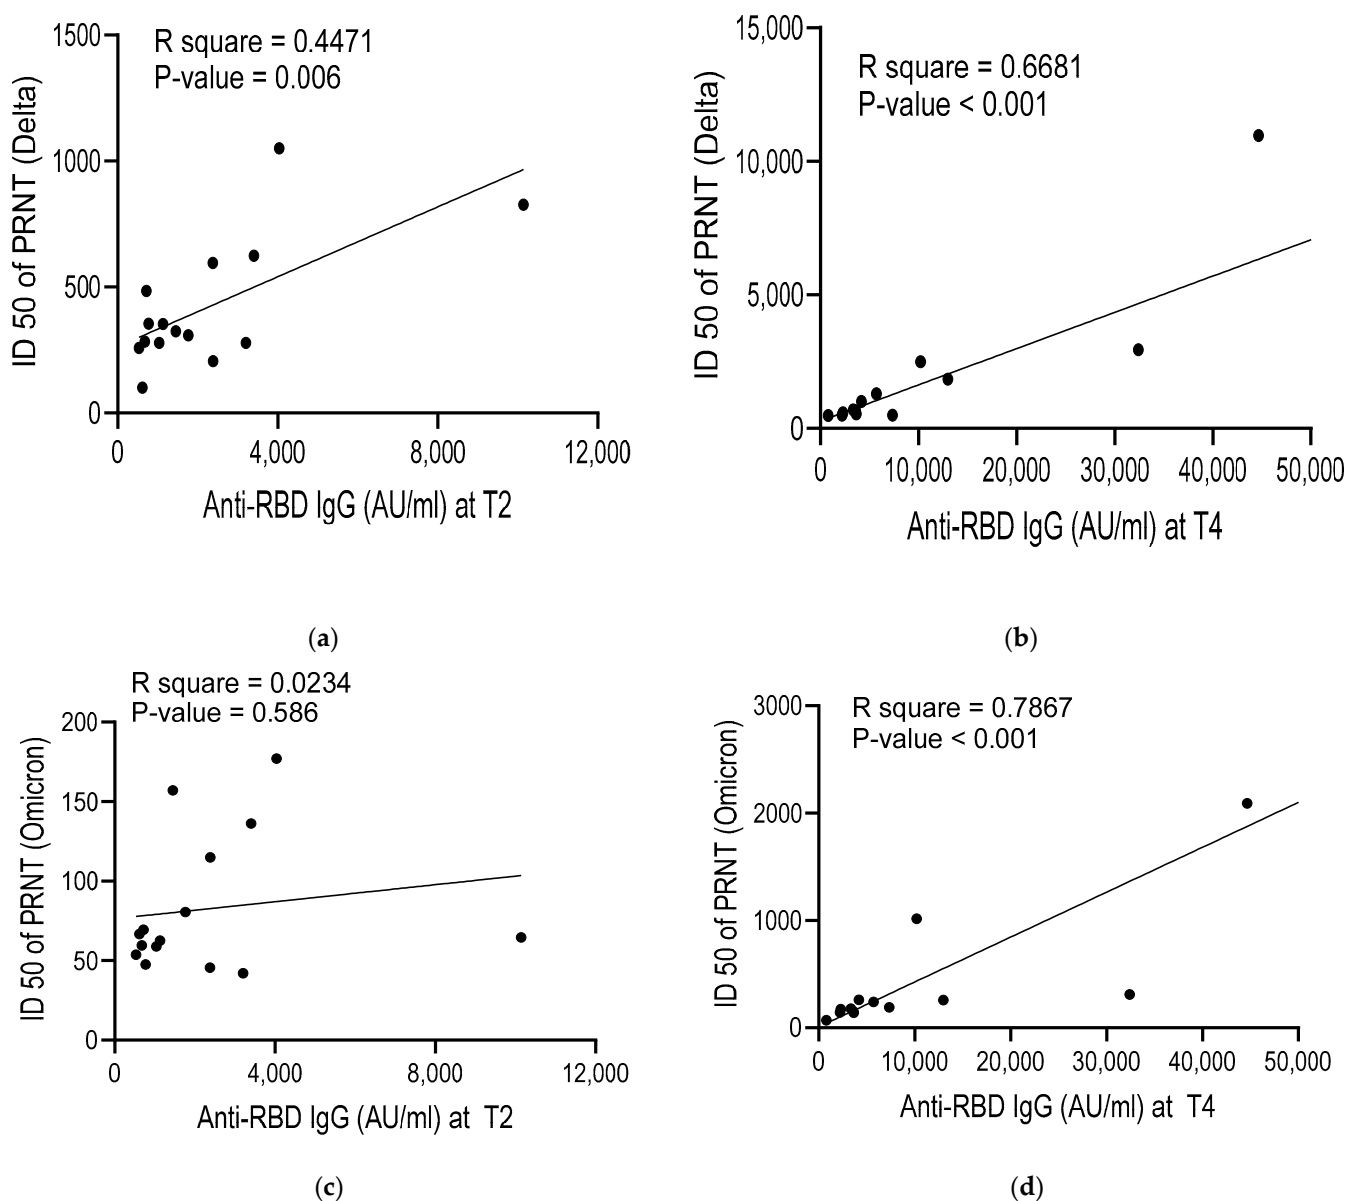 R square = 0.4471
P-value = 0.006
ID 50 of PRNT (Delta)
1500
1000
500
0
0 4,000 8,000 12,000
Anti-RBD IgG (AU/ml) at T2
(a)
R square = 0.6681
P-value < 0.001
ID 50 of PRNT (Delta)
15,000
10,000
5,000
0
0 10,000 20,000 30,000 40,000 50,000
Anti-RBD IgG (AU/ml) at T4
(b)
R square = 0.0234
P-value = 0.586
ID 50 of PRNT (Omicron)
200
150
100
50
0
0 4,000 8,000 12,000
Anti-RBD IgG (AU/ml) at T2
(c)
R square = 0.7867
P-value < 0.001
ID 50 of PRNT (Omicron)
3000
2000
1000
0
0 10,000 20,000 30,000 40,000 50,000
Anti-RBD IgG (AU/ml) at T4
(d)